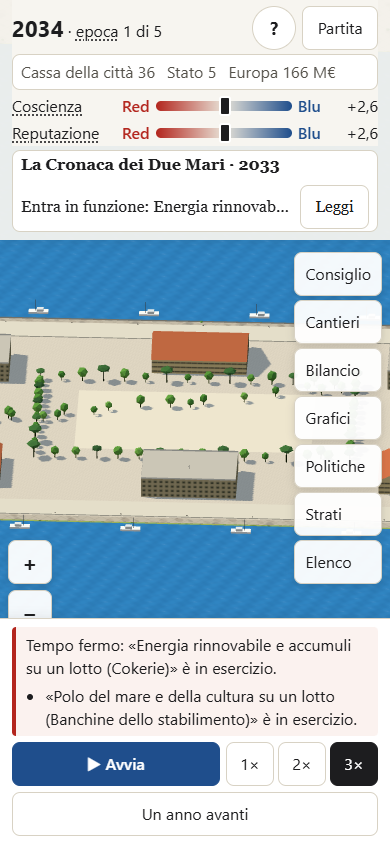 2034 · epoca 1 di 5
?
Partita
Cassa della città 36 Stato 5 Europa 166 M€
Coscienza Red Blu +2,6
Reputazione Red Blu +2,6
La Cronaca dei Due Mari · 2033
Entra in funzione: Energia rinnovab...
Leggi
Consiglio
Cantieri
Bilancio
Grafici
Politiche
Strati
Elenco
+
−
Tempo fermo: «Energia rinnovabile e accumuli
su un lotto (Cokerie)» è in esercizio.
• «Polo del mare e della cultura su un lotto
(Banchine dello stabilimento)» è in esercizio.
▶ Avvia
1×
2×
3×
Un anno avanti